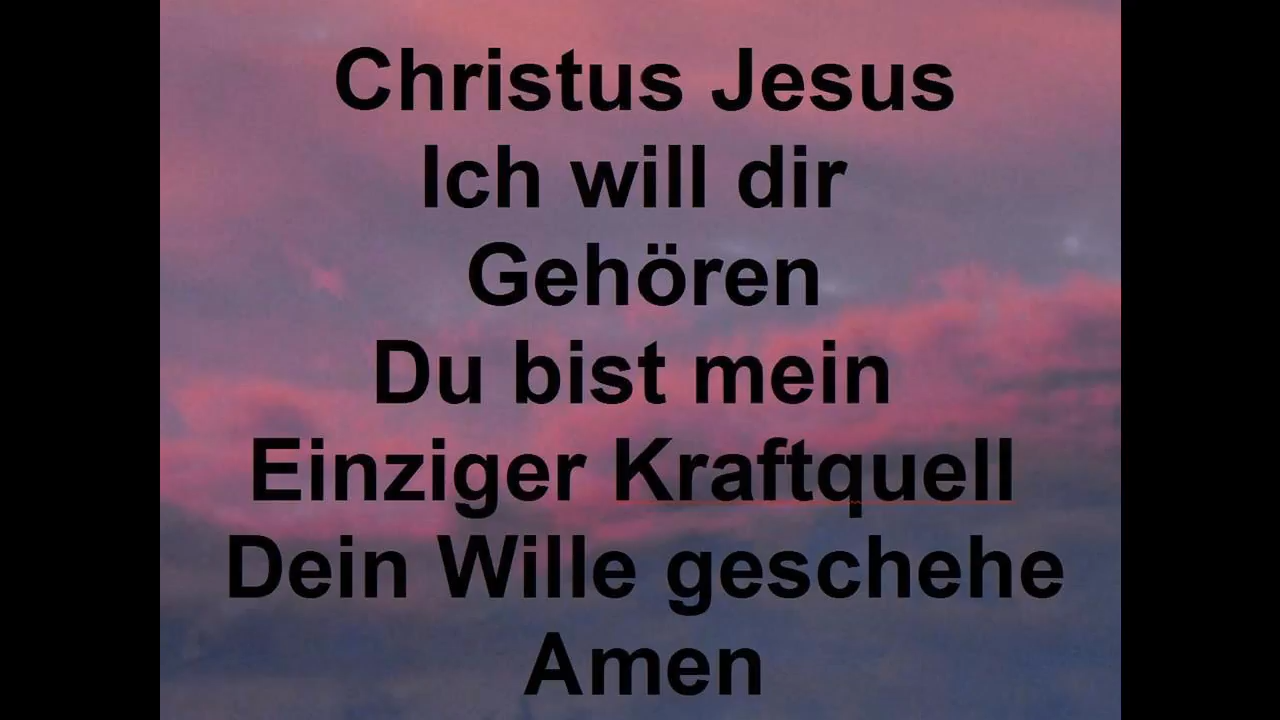 Christus Jesus
Ich will dir
Gehören
Du bist mein
Einziger Kraftquell
Dein Wille geschehe
Amen